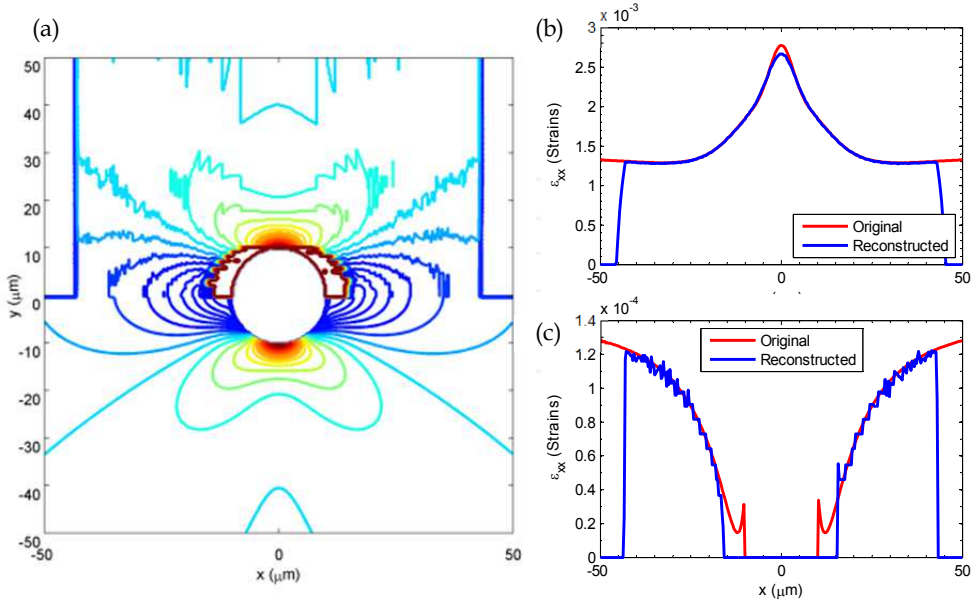 (a)
50
40
30
20
10
0
-10
-20
-30
-40
-50
y (μm)
-50
0
50
x (μm)
(b)
x 10⁻³
3
2.5
2
1.5
1
0.5
0
εxx (Strains)
Original
Reconstructed
-50
0
50
(c)
x 10⁻⁴
1.4
1.2
1
0.8
0.6
0.4
0.2
0
εxx (Strains)
Original
Reconstructed
-50
0
50
x (μm)